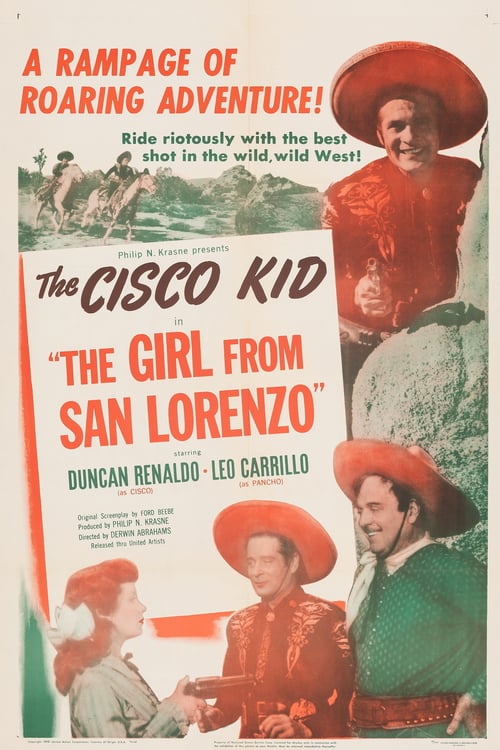 A RAMPAGE OF
ROARING ADVENTURE!
Ride riotously with the best
shot in the wild, wild West!
Philip N. Krasne presents
The CISCO KID
in
"THE GIRL FROM
SAN LORENZO"
starring
DUNCAN RENALDO • LEO CARRILLO
(as CISCO)
(as PANCHO)
Original Screenplay by FORD BEEBE
Produced by PHILIP N. KRASNE
Directed by DERWIN ABRAHAMS
Released thru United Artists